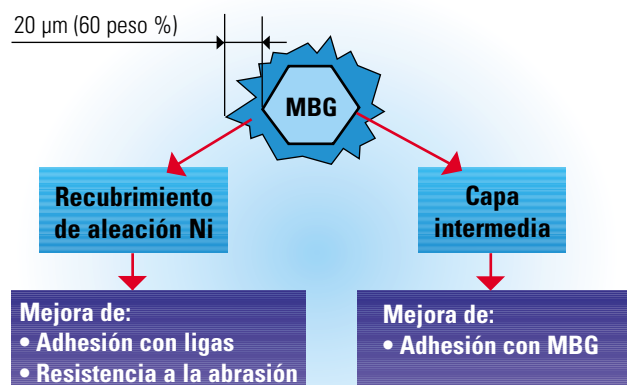 20 µm (60 peso %)
MBG
Recubrimiento
de aleación Ni
Capa
intermedia
Mejora de:
• Adhesión con ligas
• Resistencia a la abrasión
Mejora de:
• Adhesión con MBG